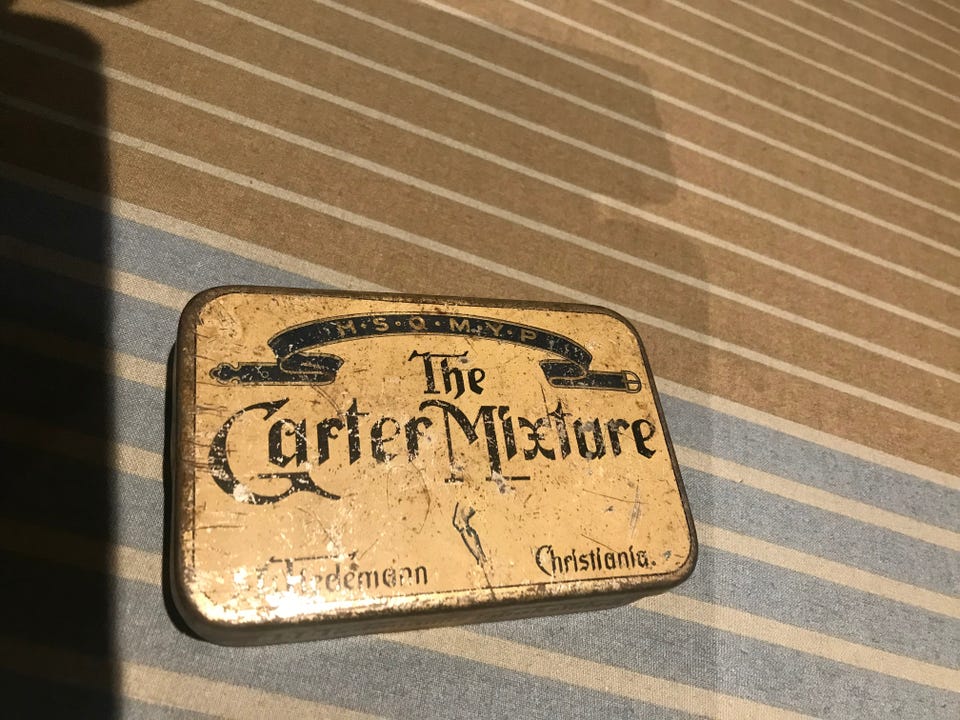 H·S·Q·M·Y·P
The
Carter Mixture
Tiedemann Christiania.